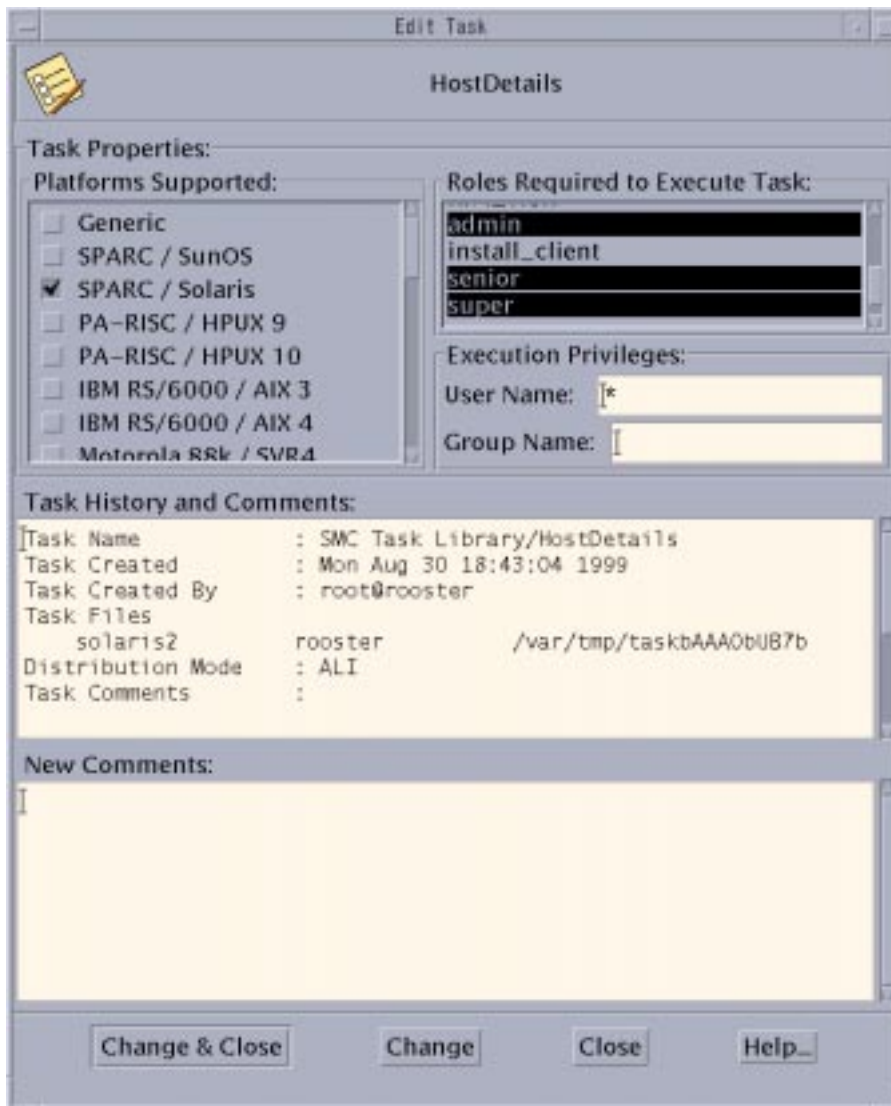 Edit Task
HostDetails
Task Properties:
Platforms Supported:
Generic
SPARC / SunOS
SPARC / Solaris
PA-RISC / HPUX 9
PA-RISC / HPUX 10
IBM RS/6000 / AIX 3
IBM RS/6000 / AIX 4
Motorola 88k / SVR4
Roles Required to Execute Task:
admin
install_client
senior
super
Execution Privileges:
User Name: *
Group Name:
Task History and Comments:
Task Name : SMC Task Library/HostDetails
Task Created : Mon Aug 30 18:43:04 1999
Task Created By : root@rooster
Task Files
solaris2 rooster /var/tmp/taskbAAAObUB7b
Distribution Mode : ALI
Task Comments :
New Comments:
Change & Close Change Close Help...